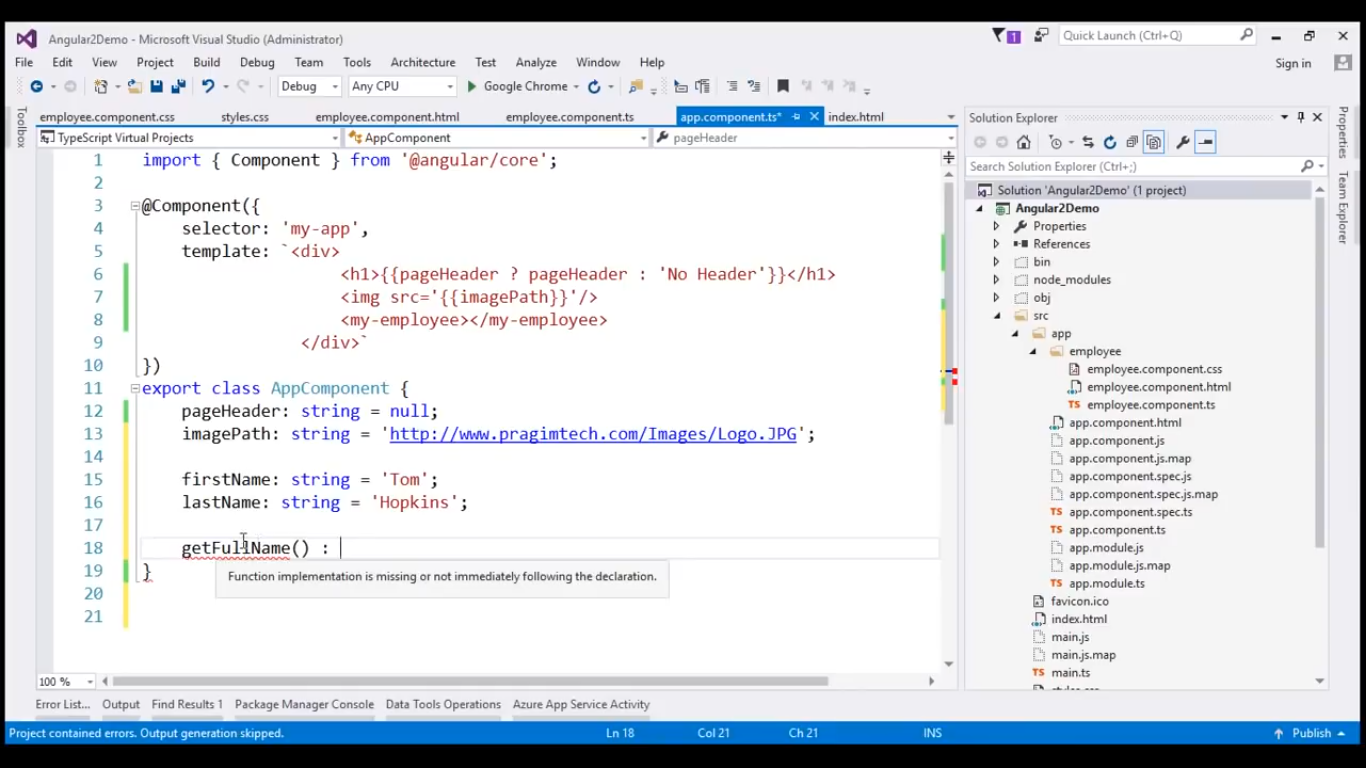 Angular2Demo - Microsoft Visual Studio (Administrator)
1
Quick Launch (Ctrl+Q)
File Edit View Project Build Debug Team Tools Architecture Test Analyze Window Help
Sign in
Debug Any CPU Google Chrome
Toolbox
employee.component.css styles.css employee.component.html employee.component.ts app.component.ts* index.html
TypeScript Virtual Projects AppComponent pageHeader
1 import { Component } from '@angular/core';
2
3 @Component({
4 selector: 'my-app',
5 template: `<div>
6 <h1>{{pageHeader ? pageHeader : 'No Header'}}</h1>
7 <img src='{{imagePath}}'/>
8 <my-employee></my-employee>
9 </div>`
10 })
11 export class AppComponent {
12 pageHeader: string = null;
13 imagePath: string = 'http://www.pragimtech.com/Images/Logo.JPG';
14
15 firstName: string = 'Tom';
16 lastName: string = 'Hopkins';
17
18 getFullName() :
19 }
Function implementation is missing or not immediately following the declaration.
20
21
100 %
Solution Explorer
Search Solution Explorer (Ctrl+;)
Solution 'Angular2Demo' (1 project)
Angular2Demo
Properties
References
bin
node_modules
obj
src
app
employee
employee.component.css
employee.component.html
employee.component.ts
app.component.html
app.component.js
app.component.js.map
app.component.spec.js
app.component.spec.js.map
app.component.spec.ts
app.component.ts
app.module.js
app.module.js.map
app.module.ts
favicon.ico
index.html
main.js
main.js.map
main.ts
Properties
Team Explorer
Error List... Output Find Results 1 Package Manager Console Data Tools Operations Azure App Service Activity
Project contained errors. Output generation skipped. Ln 18 Col 21 Ch 21 INS Publish